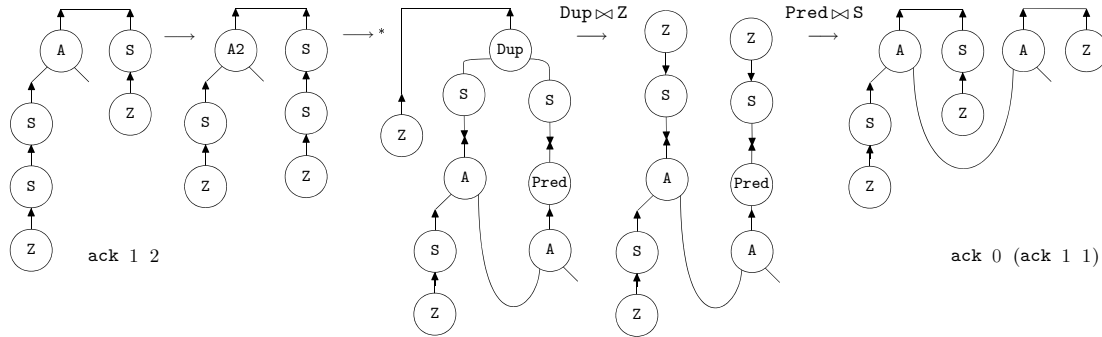 Dup ⋈ Z Pred ⋈ S
A S ⟶ A2 S ⟶* Dup ⟶ Z Z ⟶ A S A Z
S S S S S S S Z
S Z Z Z S
S Z Z A Pred A Pred Z
Z S A S A
Z Z
ack 1 2 ack 0 (ack 1 1)